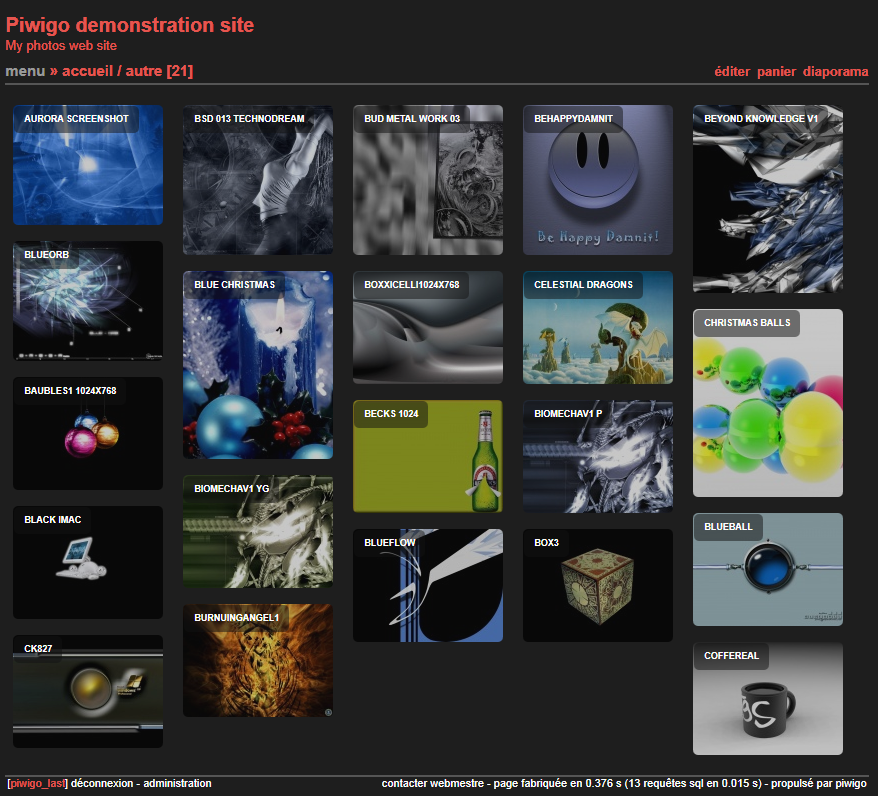 Piwigo demonstration site
My photos web site
menu » accueil / autre [21]
éditer panier diaporama
AURORA SCREENSHOT
BSD 013 TECHNODREAM
BUD METAL WORK 03
BEHAPPYDAMNIT
BEYOND KNOWLEDGE V1
Be Happy Damnit!
BLUEORB
BLUE CHRISTMAS
BOXXICELLI1024X768
CELESTIAL DRAGONS
CHRISTMAS BALLS
BAUBLES1 1024X768
BECKS 1024
BIOMECHAV1 P
BIOMECHAV1 YG
BLACK IMAC
BLUEFLOW
BOX3
BLUEBALL
BURNUINGANGEL1
CK827
COFFEREAL
[piwigo_last] déconnexion - administration
contacter webmestre - page fabriquée en 0.376 s (13 requêtes sql en 0.015 s) - propulsé par piwigo